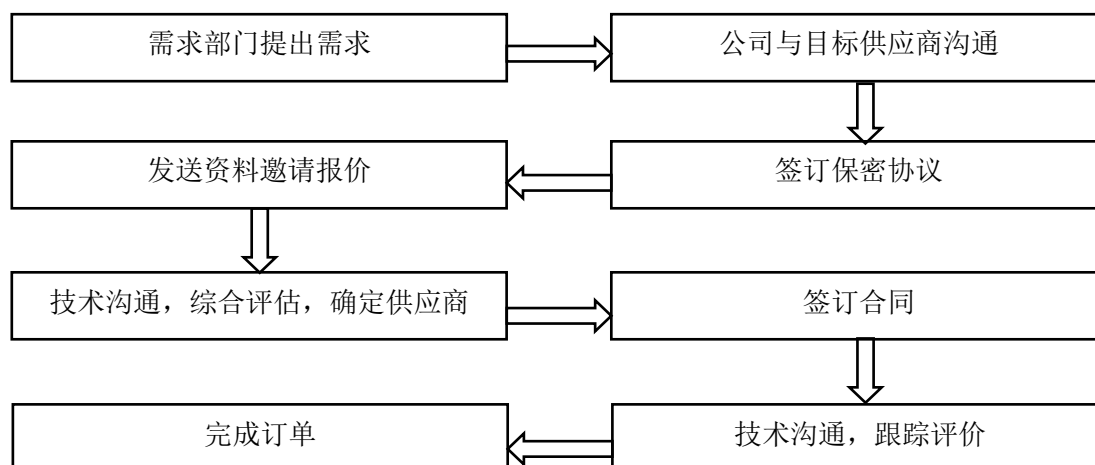 需求部门提出需求
公司与目标供应商沟通
签订保密协议
发送资料邀请报价
技术沟通，综合评估，确定供应商
签订合同
技术沟通，跟踪评价
完成订单